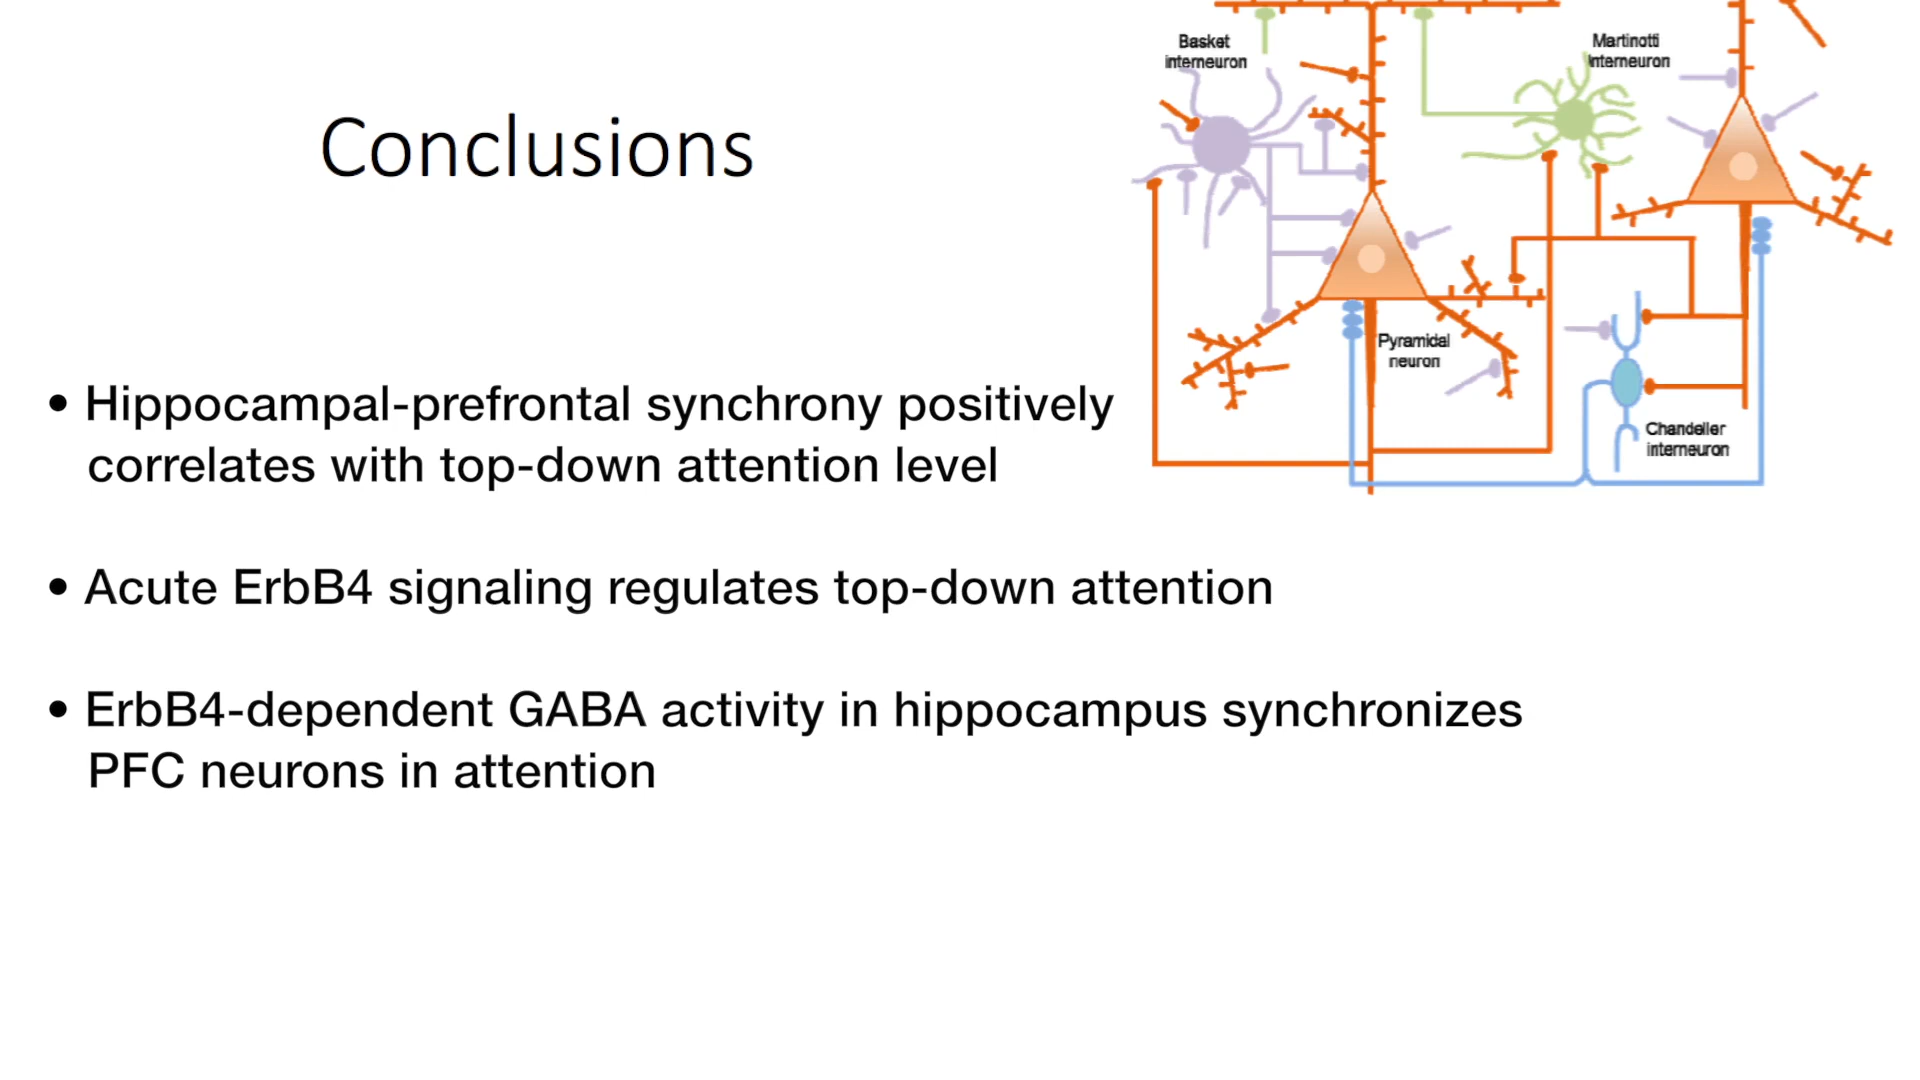 Conclusions
Basket
interneuron
Martinotti
interneuron
Pyramidal
neuron
Chandelier
interneuron
• Hippocampal-prefrontal synchrony positively
correlates with top-down attention level
• Acute ErbB4 signaling regulates top-down attention
• ErbB4-dependent GABA activity in hippocampus synchronizes
PFC neurons in attention